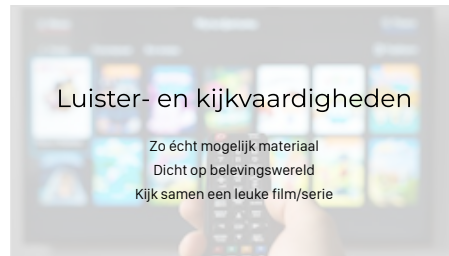 Luister- en kijkvaardigheden
Zo écht mogelijk materiaal
Dicht op belevingswereld
Kijk samen een leuke film/serie